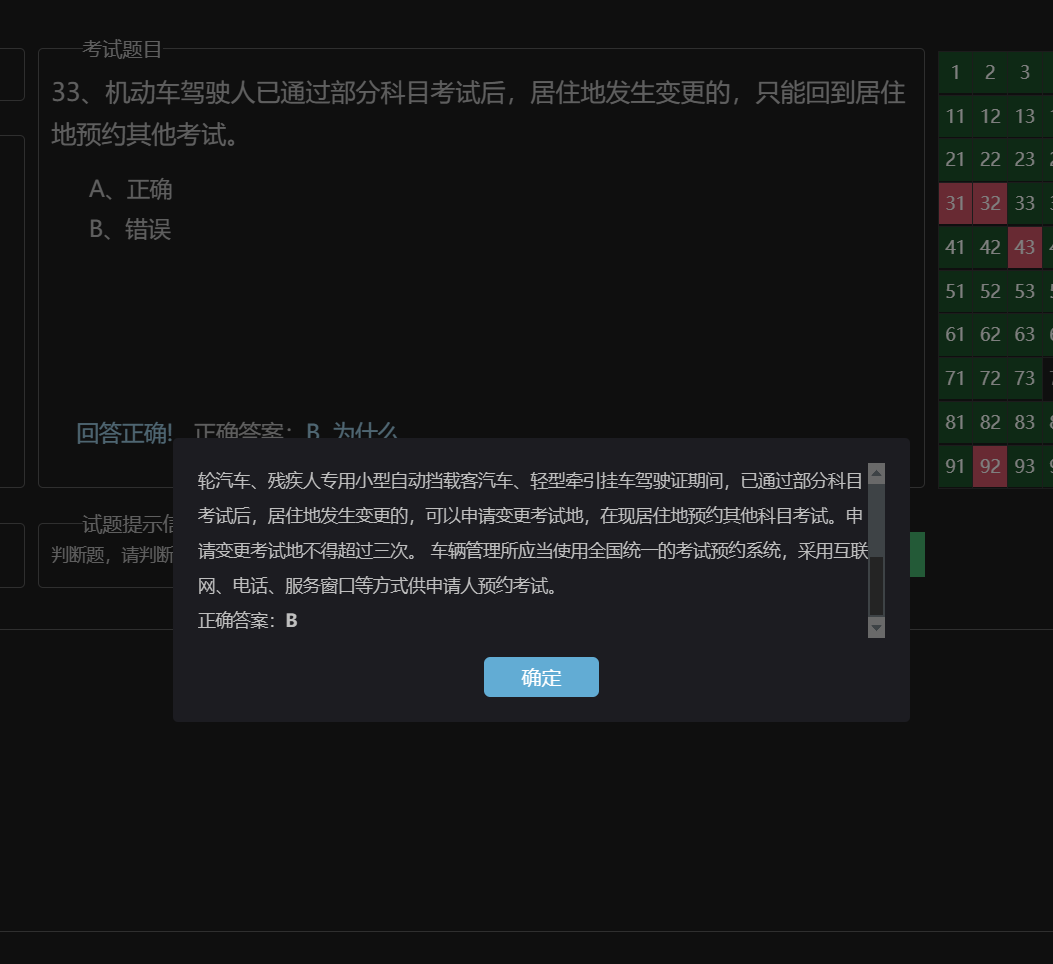 考试题目
33、机动车驾驶人已通过部分科目考试后，居住地发生变更的，只能回到居住
地预约其他考试。
A、正确
B、错误
回答正确! 正确答案：B 为什么
试题提示信
判断题，请判断
轮汽车、残疾人专用小型自动挡载客汽车、轻型牵引挂车驾驶证期间，已通过部分科目
考试后，居住地发生变更的，可以申请变更考试地，在现居住地预约其他科目考试。申
请变更考试地不得超过三次。 车辆管理所应当使用全国统一的考试预约系统，采用互联
网、电话、服务窗口等方式供申请人预约考试。
正确答案：B
确定
1 2 3
11 12 13
21 22 23
31 32 33
41 42 43
51 52 53
61 62 63
71 72 73
81 82 83
91 92 93